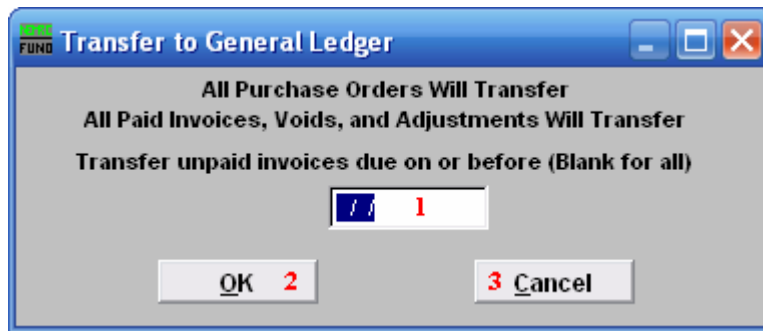 FUND Transfer to General Ledger
All Purchase Orders Will Transfer
All Paid Invoices, Voids, and Adjustments Will Transfer
Transfer unpaid invoices due on or before (Blank for all)
/ / 1
OK 2
3 Cancel